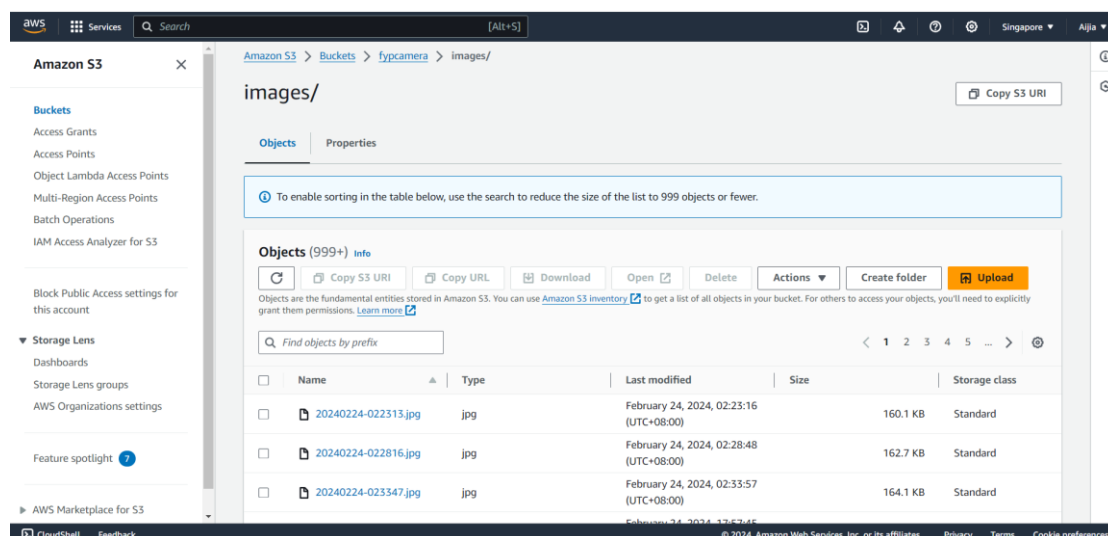 aws Services Search [Alt+S] Singapore ▼ Aijia ▼
Amazon S3
Buckets
Access Grants
Access Points
Object Lambda Access Points
Multi-Region Access Points
Batch Operations
IAM Access Analyzer for S3
Block Public Access settings for
this account
▼ Storage Lens
Dashboards
Storage Lens groups
AWS Organizations settings
Feature spotlight 7
▶ AWS Marketplace for S3
Amazon S3 > Buckets > fypcamera > images/
images/
Copy S3 URI
Objects Properties
To enable sorting in the table below, use the search to reduce the size of the list to 999 objects or fewer.
Objects (999+) Info
Copy S3 URI Copy URL Download Open Delete Actions ▼ Create folder Upload
Objects are the fundamental entities stored in Amazon S3. You can use Amazon S3 inventory to get a list of all objects in your bucket. For others to access your objects, you'll need to explicitly
grant them permissions. Learn more
Find objects by prefix < 1 2 3 4 5 ... >
Name Type Last modified Size Storage class
20240224-022313.jpg jpg February 24, 2024, 02:23:16 (UTC+08:00) 160.1 KB Standard
20240224-022816.jpg jpg February 24, 2024, 02:28:48 (UTC+08:00) 162.7 KB Standard
20240224-023347.jpg jpg February 24, 2024, 02:33:57 (UTC+08:00) 164.1 KB Standard
February 24, 2024, 17:57:45
CloudShell Feedback © 2024, Amazon Web Services, Inc. or its affiliates. Privacy Terms Cookie preferences